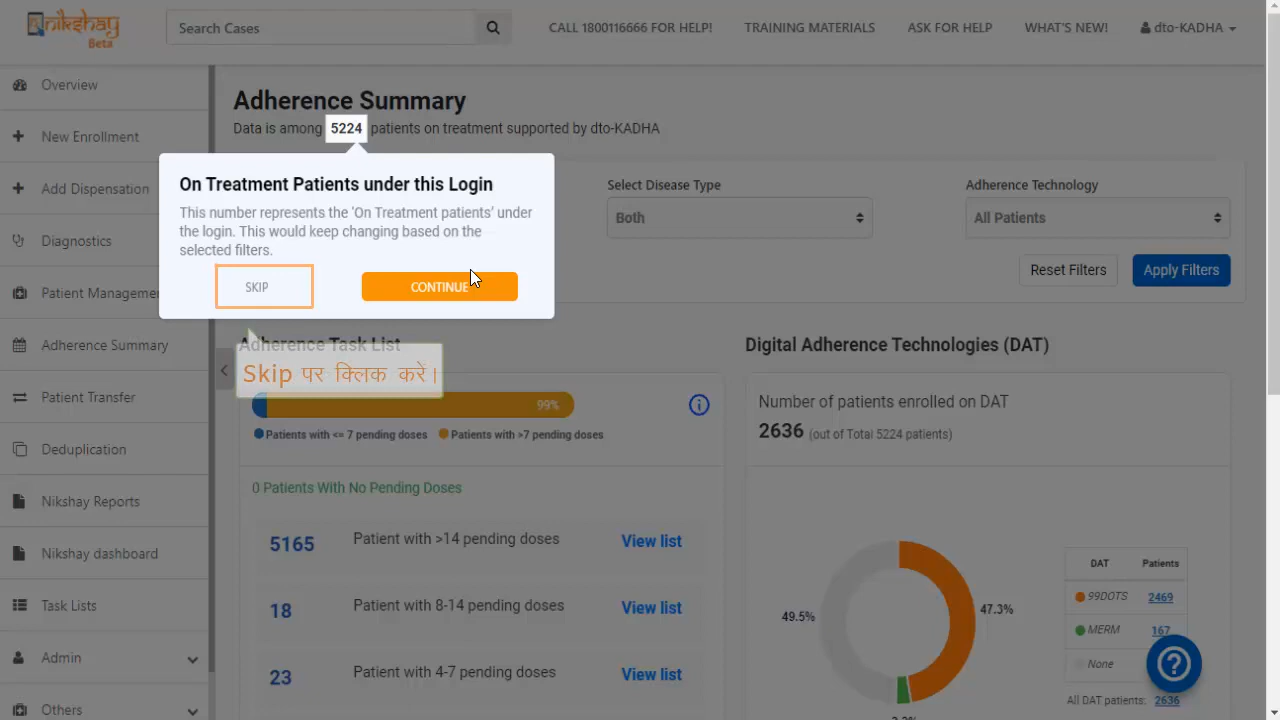 nikshay
Beta
Search Cases
CALL 1800116666 FOR HELP!
TRAINING MATERIALS
ASK FOR HELP
WHAT'S NEW!
dto-KADHA
Overview
New Enrollment
Add Dispensation
Diagnostics
Patient Managemen
Adherence Summary
Patient Transfer
Deduplication
Nikshay Reports
Nikshay dashboard
Task Lists
Admin
Others
Adherence Summary
Data is among 5224 patients on treatment supported by dto-KADHA
On Treatment Patients under this Login
This number represents the 'On Treatment patients' under
the login. This would keep changing based on the
selected filters.
SKIP
CONTINUE
Skip पर क्लिक करें।
Select Disease Type
Both
Adherence Technology
All Patients
Reset Filters
Apply Filters
Adherence Task List
99%
Patients with <= 7 pending doses
Patients with >7 pending doses
0 Patients With No Pending Doses
5165 Patient with >14 pending doses View list
18 Patient with 8-14 pending doses View list
23 Patient with 4-7 pending doses View list
Digital Adherence Technologies (DAT)
Number of patients enrolled on DAT
2636 (out of Total 5224 patients)
49.5%
47.3%
DAT Patients
99DOTS 2469
MERM 167
None
All DAT patients: 2636